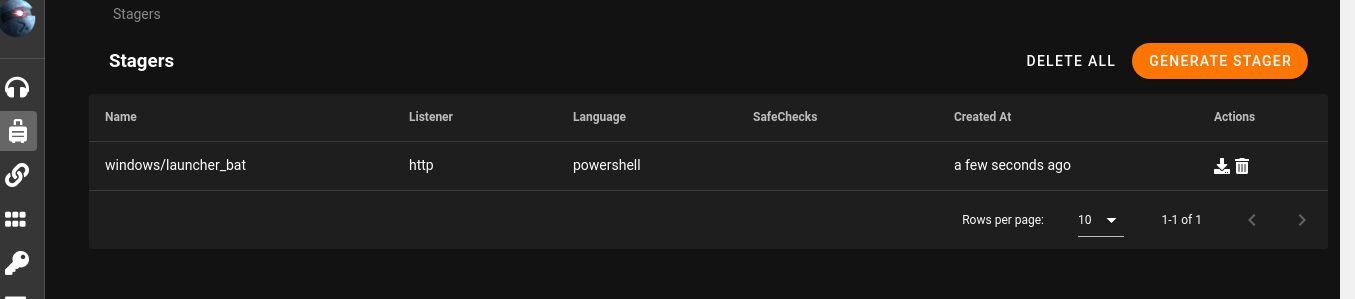 Stagers
Stagers DELETE ALL GENERATE STAGER
Name Listener Language SafeChecks Created At Actions
windows/launcher_bat http powershell a few seconds ago
Rows per page: 10 1-1 of 1